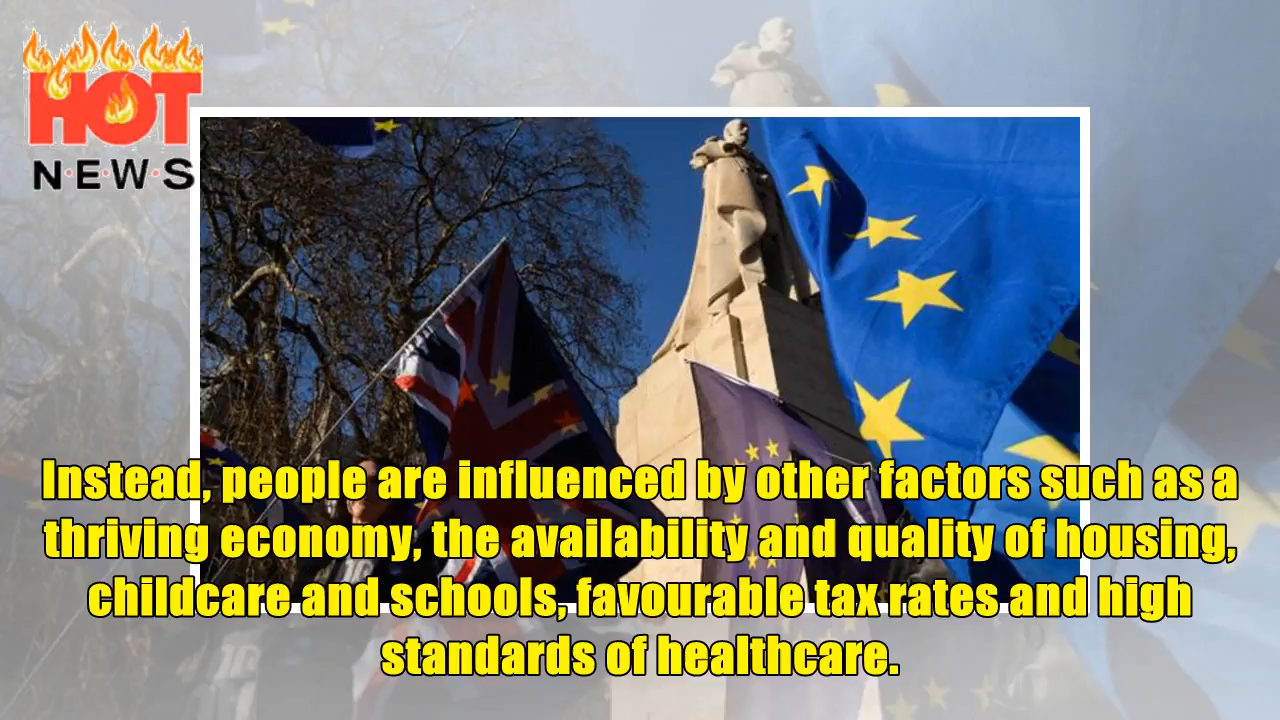 HOT
N·E·W·S
Instead, people are influenced by other factors such as a
thriving economy, the availability and quality of housing,
childcare and schools, favourable tax rates and high
standards of healthcare.